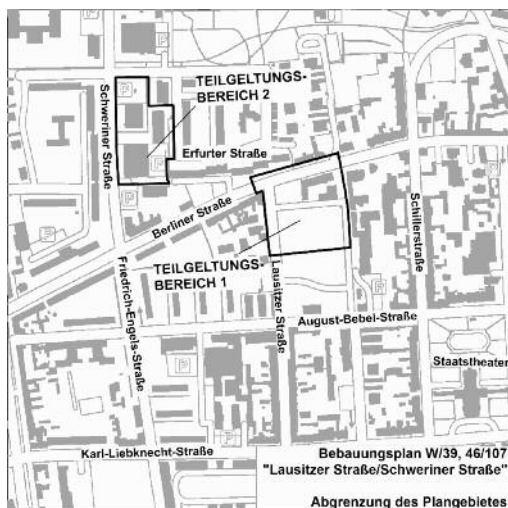 TEILGELTUNGS-
BEREICH 2
Schweriner Straße
Erfurter Straße
Berliner Straße
Schillerstraße
TEILGELTUNGS-
BEREICH 1
Friedrich-Engels-Straße
Lausitzer Straße
August-Bebel-Straße
Staatstheater
Karl-Liebknecht-Straße
Bebauungsplan W/39, 46/107
"Lausitzer Straße/Schweriner Straße"
Abgrenzung des Plangebietes
P
P
P
P
P
P
P